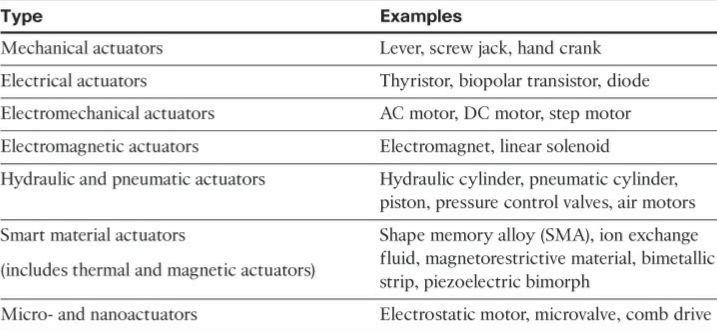 Type Examples
Mechanical actuators Lever, screw jack, hand crank
Electrical actuators Thyristor, biopolar transistor, diode
Electromechanical actuators AC motor, DC motor, step motor
Electromagnetic actuators Electromagnet, linear solenoid
Hydraulic and pneumatic actuators Hydraulic cylinder, pneumatic cylinder,
piston, pressure control valves, air motors
Smart material actuators Shape memory alloy (SMA), ion exchange
(includes thermal and magnetic actuators) fluid, magnetorestrictive material, bimetallic
strip, piezoelectric bimorph
Micro- and nanoactuators Electrostatic motor, microvalve, comb drive